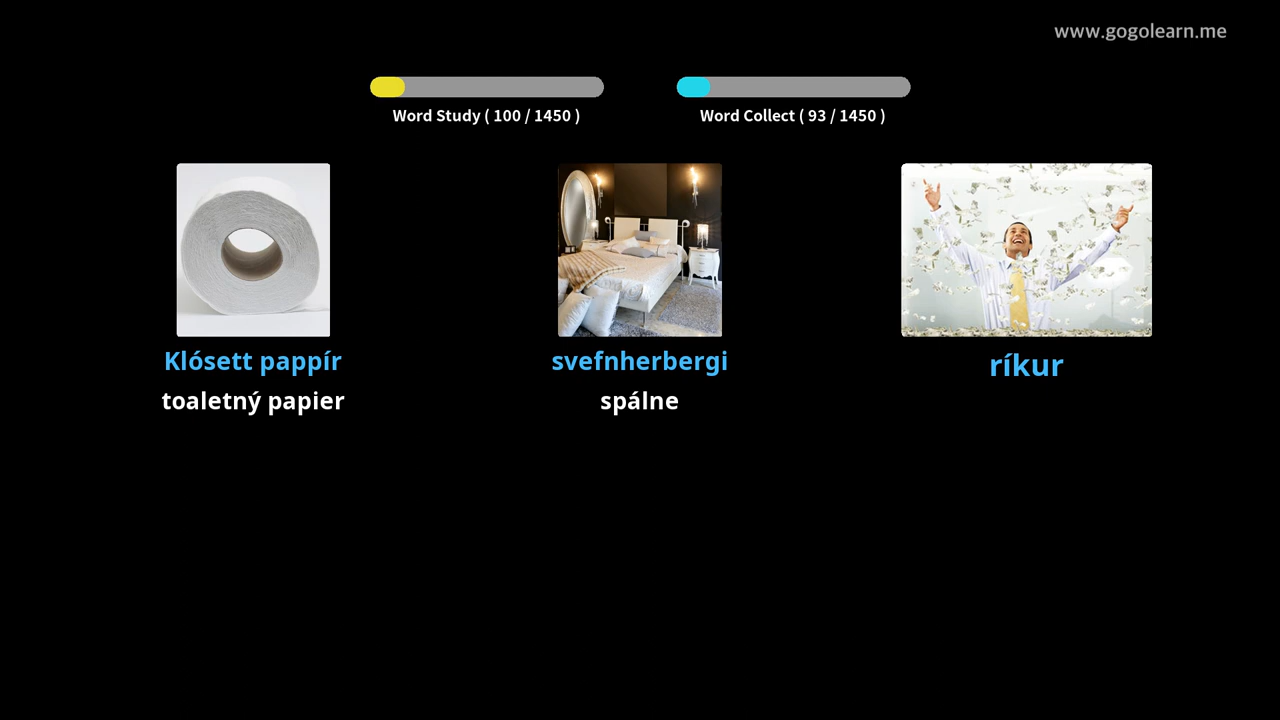 www.gogolearn.me
Word Study ( 100 / 1450 )
Word Collect ( 93 / 1450 )
Klósett pappír
toaletný papier
svefnherbergi
spálne
ríkur